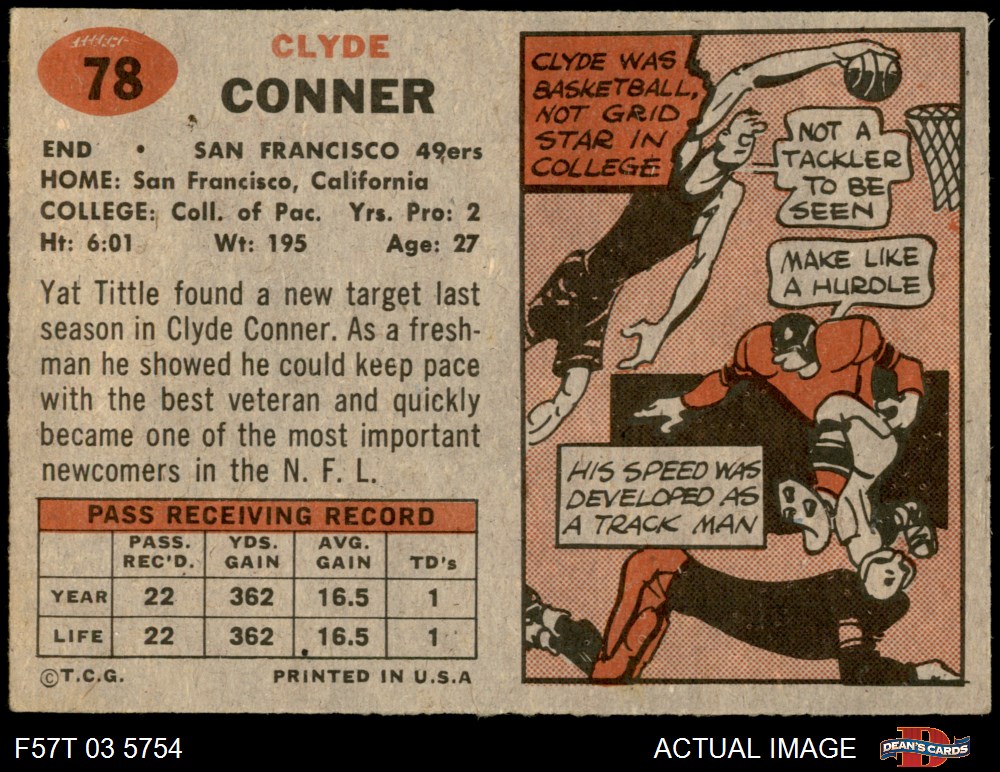 78
CLYDE
CONNER
END • SAN FRANCISCO 49ers
HOME: San Francisco, California
COLLEGE: Coll. of Pac. Yrs. Pro: 2
Ht: 6:01 Wt: 195 Age: 27
Yat Tittle found a new target last
season in Clyde Conner. As a fresh-
man he showed he could keep pace
with the best veteran and quickly
became one of the most important
newcomers in the N. F. L.
PASS RECEIVING RECORD
PASS. REC'D. YDS. GAIN AVG. GAIN TD's
YEAR 22 362 16.5 1
LIFE 22 362 16.5 1
©T.C.G. PRINTED IN U.S.A
CLYDE WAS
BASKETBALL,
NOT GRID
STAR IN
COLLEGE
NOT A
TACKLER
TO BE
SEEN
MAKE LIKE
A HURDLE
HIS SPEED WAS
DEVELOPED AS
A TRACK MAN
F57T 03 5754
ACTUAL IMAGE
D
DEAN'S CARDS